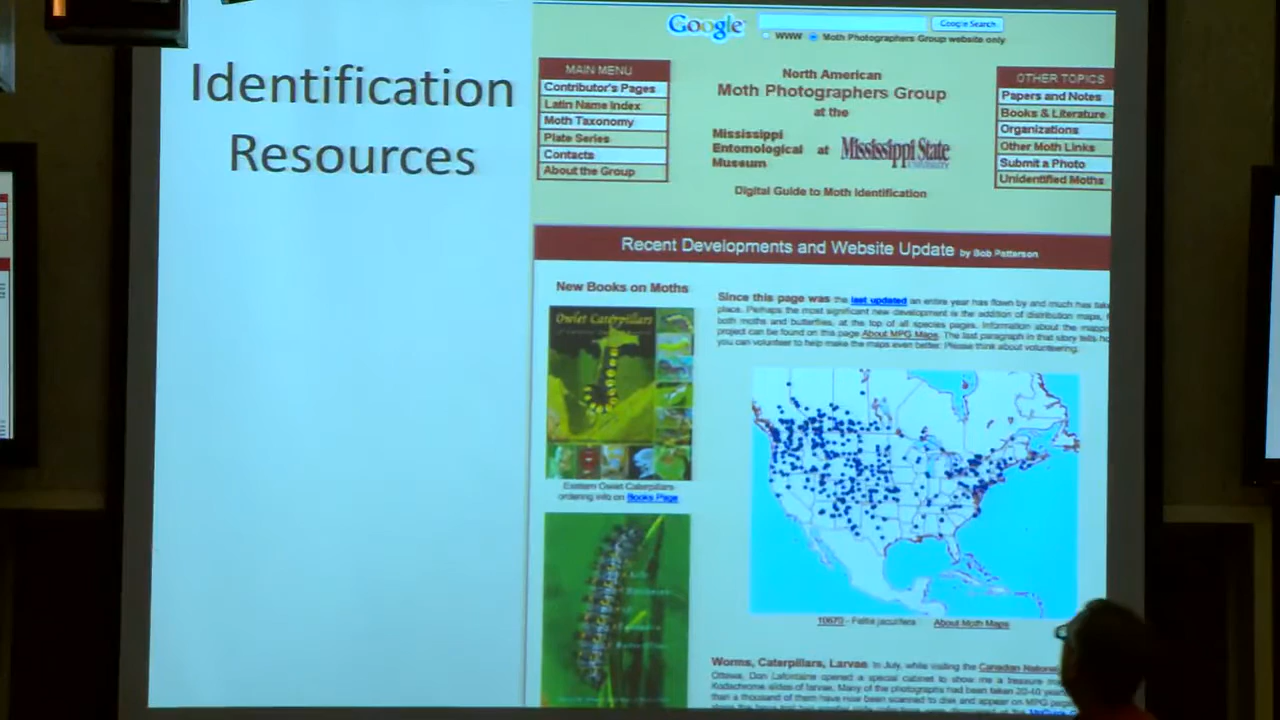 Identification
Resources
Google
Google Search
WWW
Moth Photographers Group website only
MAIN MENU
Contributor's Pages
Latin Name Index
Moth Taxonomy
Plate Series
Contacts
About the Group
North American
Moth Photographers Group
at the
Mississippi
Entomological at
Museum
Mississippi State
UNIVERSITY
Digital Guide to Moth Identification
OTHER TOPICS
Papers and Notes
Books & Literature
Organizations
Other Moth Links
Submit a Photo
Unidentified Moths
Recent Developments and Website Update by Bob Patterson
New Books on Moths
Owlet Caterpillars
Eastern Owlet Caterpillars
ordering info on Books Page
Since this page was the last updated an entire year has flown by and much has
place. Perhaps the most significant new development is the addition of distribution maps,
both moths and butterflies, at the top of all species pages. Information about the
project can be found on this page About MPG Maps. The last paragraph in that story tells
you can volunteer to help make the maps even better. Please think about volunteering.
10670 - Feltia jaculifera
About Moth Maps
Worms, Caterpillars, Larvae. In July, while visiting the Canadian National
Ottawa, Don Lafontaine opened a special cabinet to show me a treasure
Kodachrome slides of larvae. Many of the photographs had been taken 20-40 years
than a thousand of them have now been scanned to disk and appear on MPG